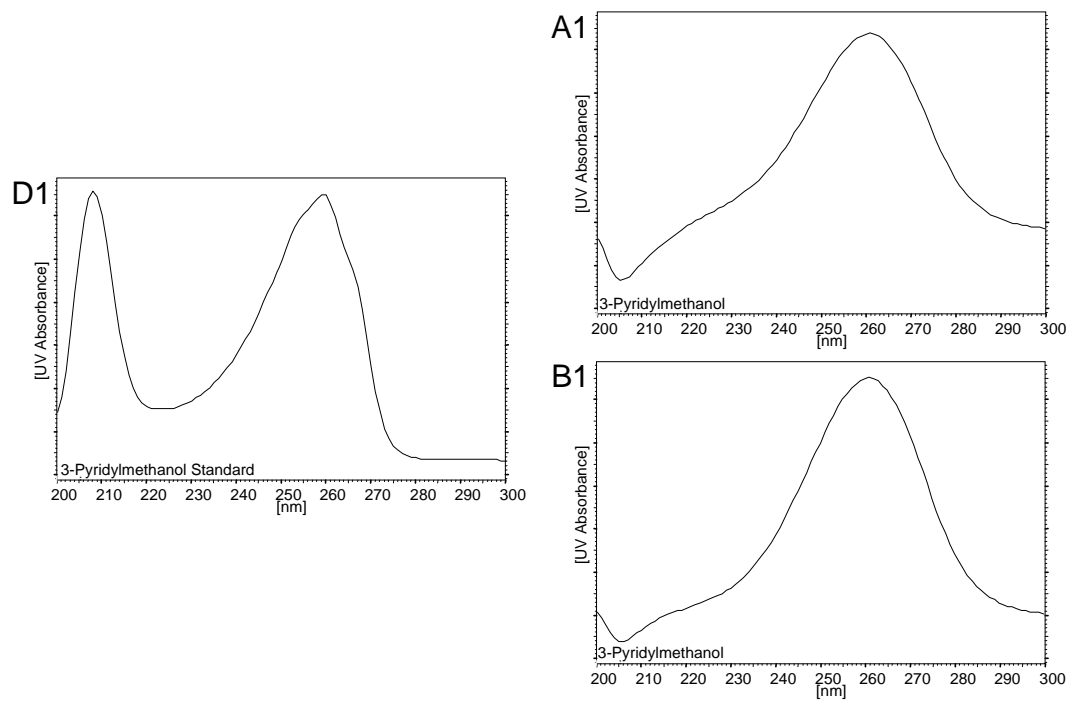 D1
[UV Absorbance]
3-Pyridylmethanol Standard
200 210 220 230 240 250 260 270 280 290 300
[nm]
A1
[UV Absorbance]
3-Pyridylmethanol
200 210 220 230 240 250 260 270 280 290 300
[nm]
B1
[UV Absorbance]
3-Pyridylmethanol
200 210 220 230 240 250 260 270 280 290 300
[nm]